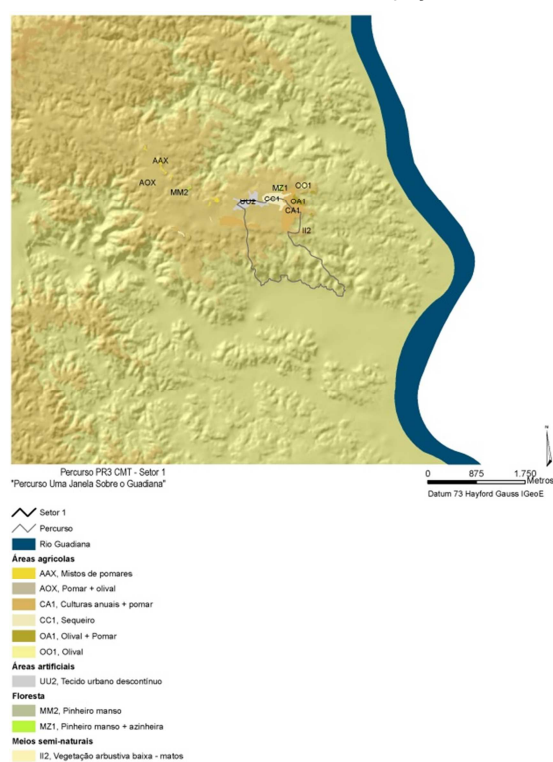 AAX
AOX
MM2
MZ1
OO1
UU2
CC1
OA1
CA1
II2
Percurso PR3 CMT - Setor 1
"Percurso Uma Janela Sobre o Guadiana"
N
0 875 1.750
Metros
Datum 73 Hayford Gauss IGeoE
Setor 1
Percurso
Rio Guadiana
Áreas agrícolas
AAX, Mistos de pomares
AOX, Pomar + olival
CA1, Culturas anuais + pomar
CC1, Sequeiro
OA1, Olival + Pomar
OO1, Olival
Áreas artificiais
UU2, Tecido urbano descontínuo
Floresta
MM2, Pinheiro manso
MZ1, Pinheiro manso + azinheira
Meios semi-naturais
II2, Vegetação arbustiva baixa - matos